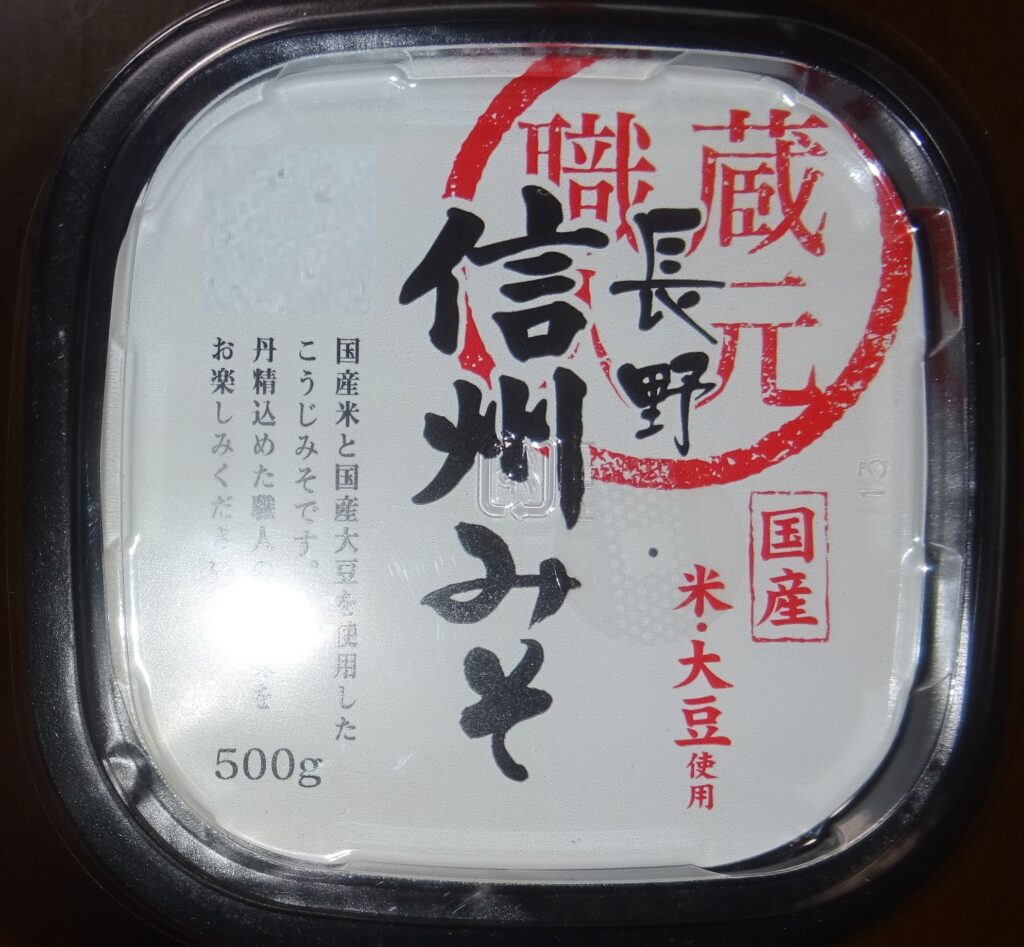 蔵元
職
長野
信州みそ
国産
米・大豆使用
国産米と国産大豆を使用した
こうじみそです。
丹精込めた職人の
お楽しみくださ
500g
13